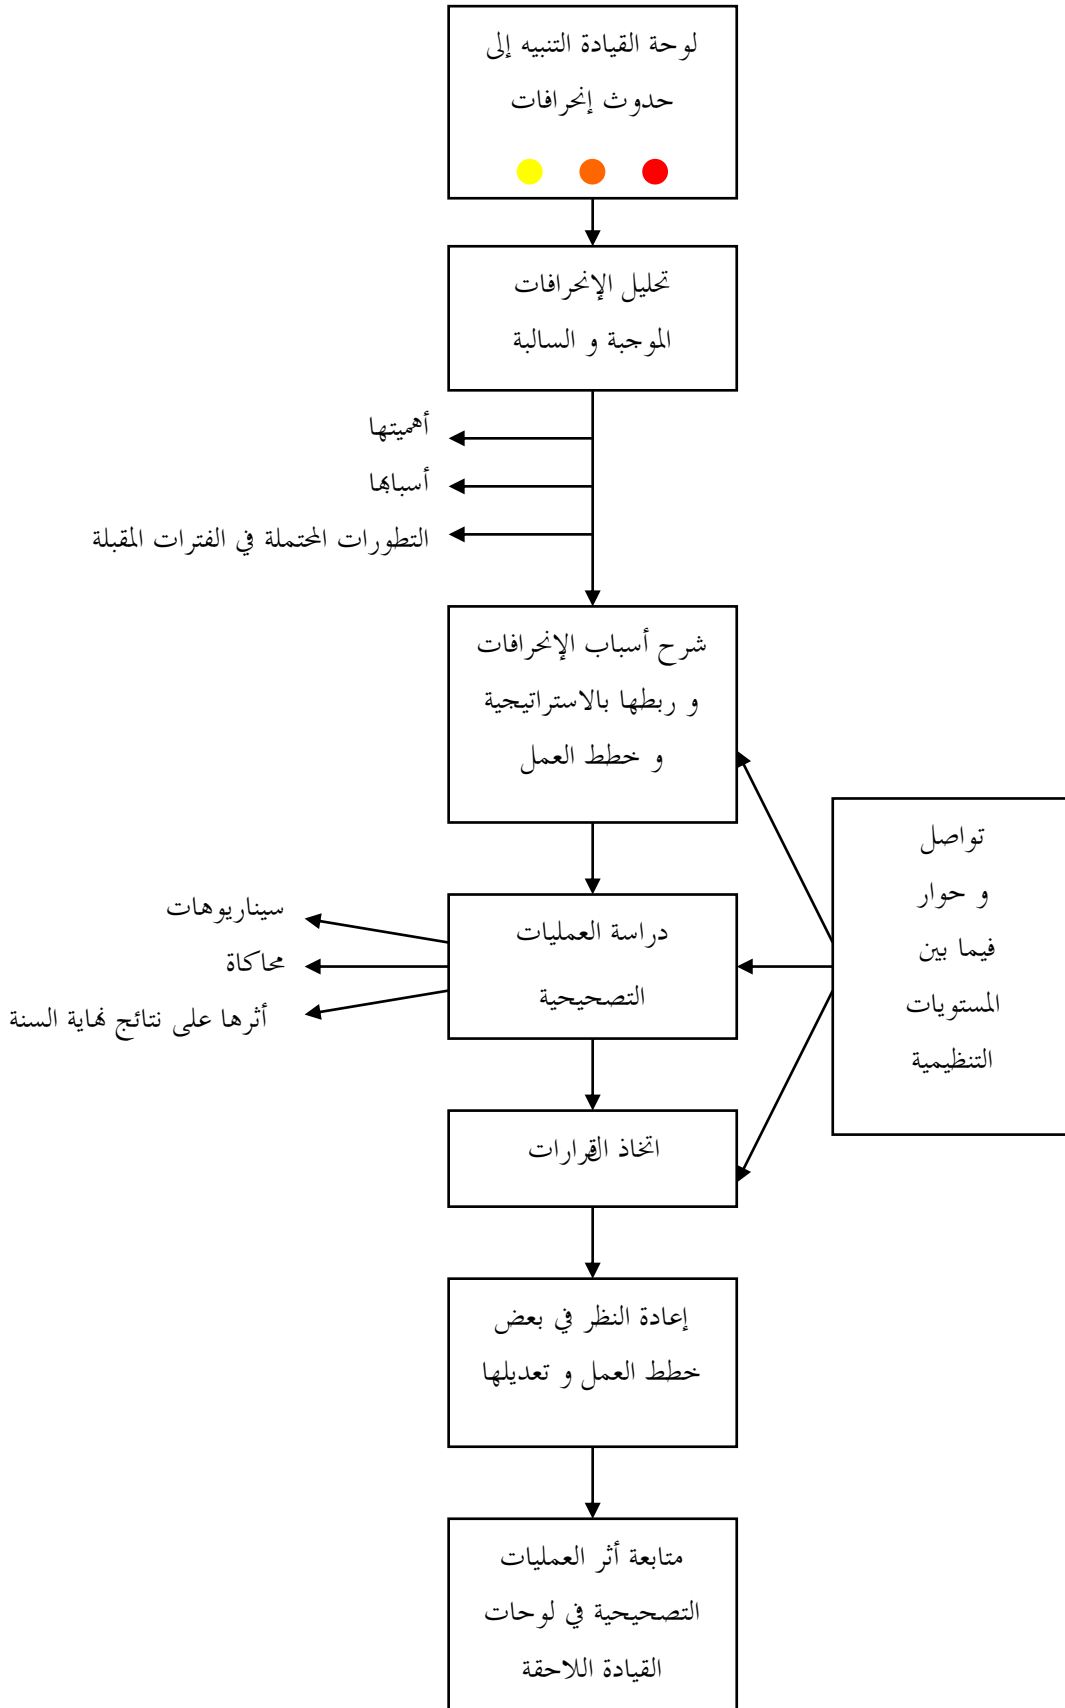 لوحة القيادة التنبيه إلى
حدوث إنحرافات
تحليل الإنحرافات
الموجبة و السالبة
أهميتها
أسبابها
التطورات المحتملة في الفترات المقبلة
شرح أسباب الإنحرافات
و ربطها بالاستراتيجية
و خطط العمل
تواصل
و حوار
فيما بين
المستويات
التنظيمية
دراسة العمليات
التصحيحية
سيناريوهات
محاكاة
أثرها على نتائج نهاية السنة
اتخاذ القرارات
إعادة النظر في بعض
خطط العمل و تعديلها
متابعة أثر العمليات
التصحيحية في لوحات
القيادة اللاحقة